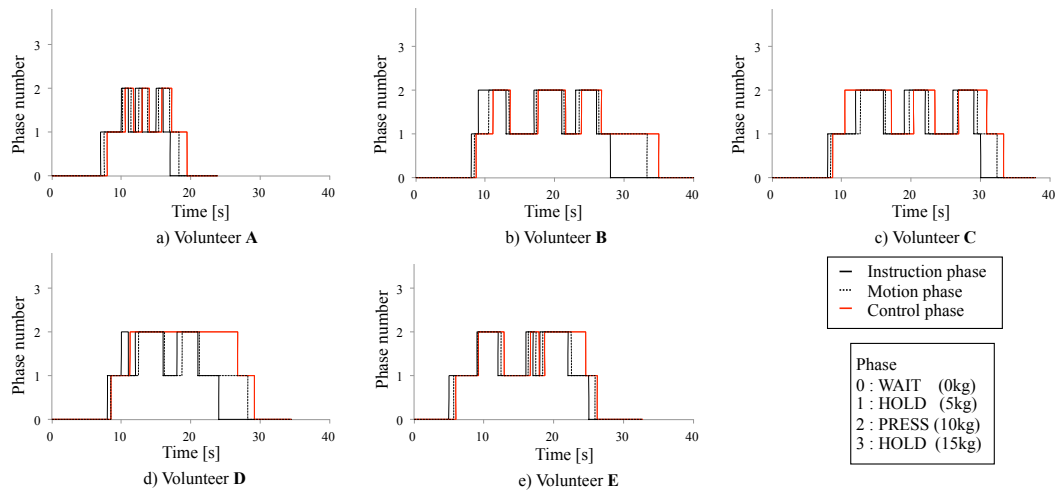 Phase number
3
2
1
0
0
10
20
30
40
Time [s]
a) Volunteer A
Phase number
3
2
1
0
0
10
20
30
40
Time [s]
b) Volunteer B
Phase number
3
2
1
0
0
10
20
30
40
Time [s]
c) Volunteer C
Phase number
3
2
1
0
0
10
20
30
40
Time [s]
d) Volunteer D
Phase number
3
2
1
0
0
10
20
30
40
Time [s]
e) Volunteer E
Instruction phase
Motion phase
Control phase
Phase
0 : WAIT (0kg)
1 : HOLD (5kg)
2 : PRESS (10kg)
3 : HOLD (15kg)